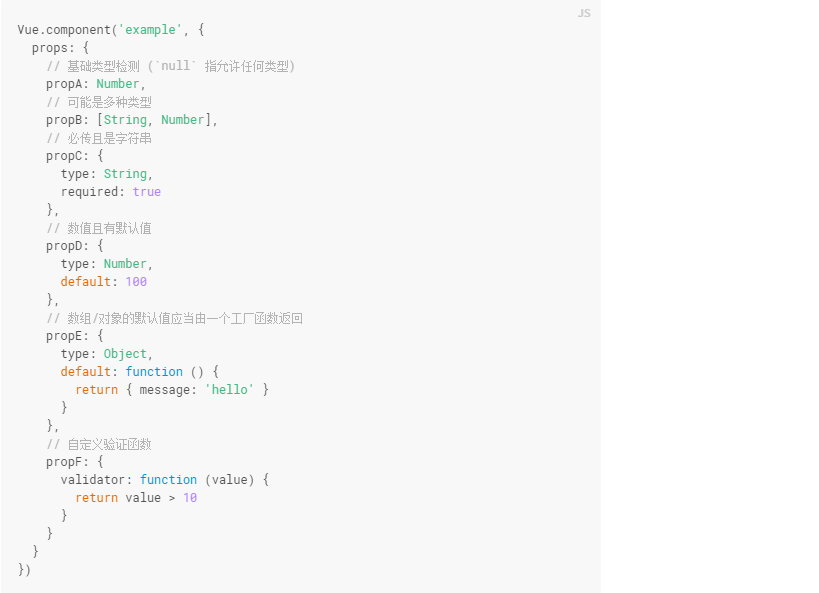 JS
Vue.component('example', {
  props: {
    // 基础类型检测 (`null` 指允许任何类型)
    propA: Number,
    // 可能是多种类型
    propB: [String, Number],
    // 必传且是字符串
    propC: {
      type: String,
      required: true
    },
    // 数值且有默认值
    propD: {
      type: Number,
      default: 100
    },
    // 数组/对象的默认值应当由一个工厂函数返回
    propE: {
      type: Object,
      default: function () {
        return { message: 'hello' }
      }
    },
    // 自定义验证函数
    propF: {
      validator: function (value) {
        return value > 10
      }
    }
  }
})